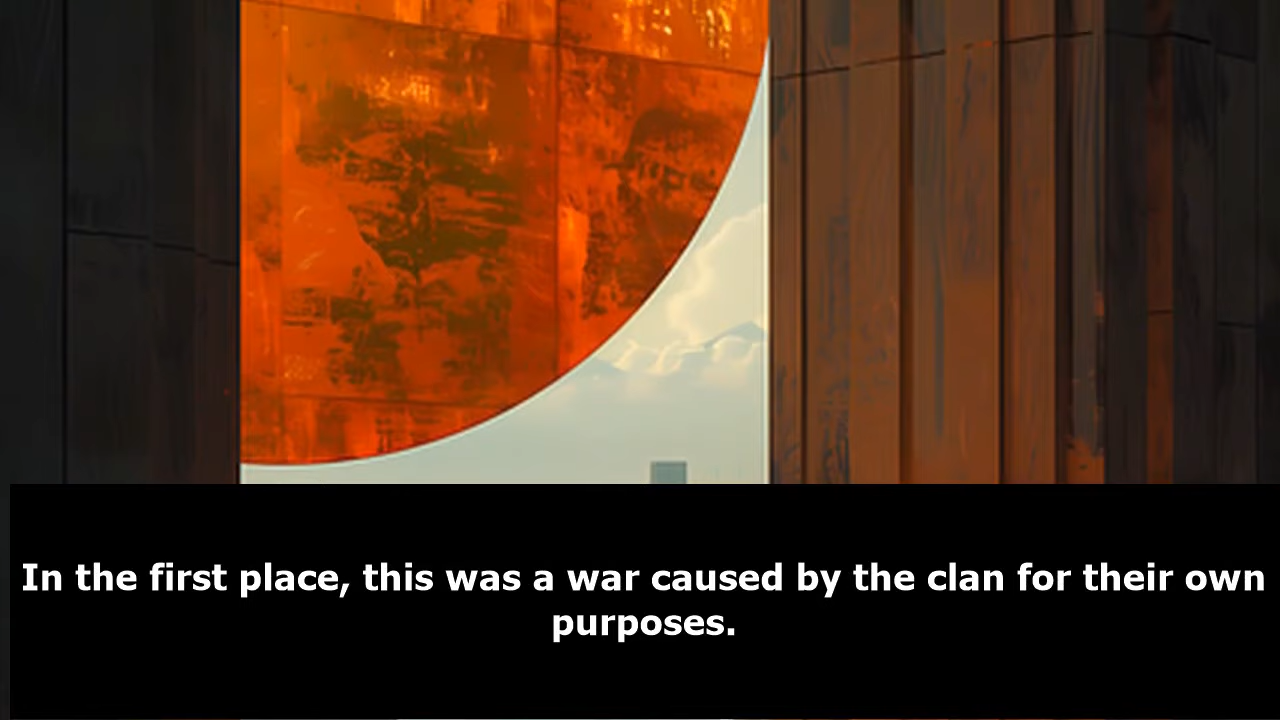 In the first place, this was a war caused by the clan for their own
purposes.